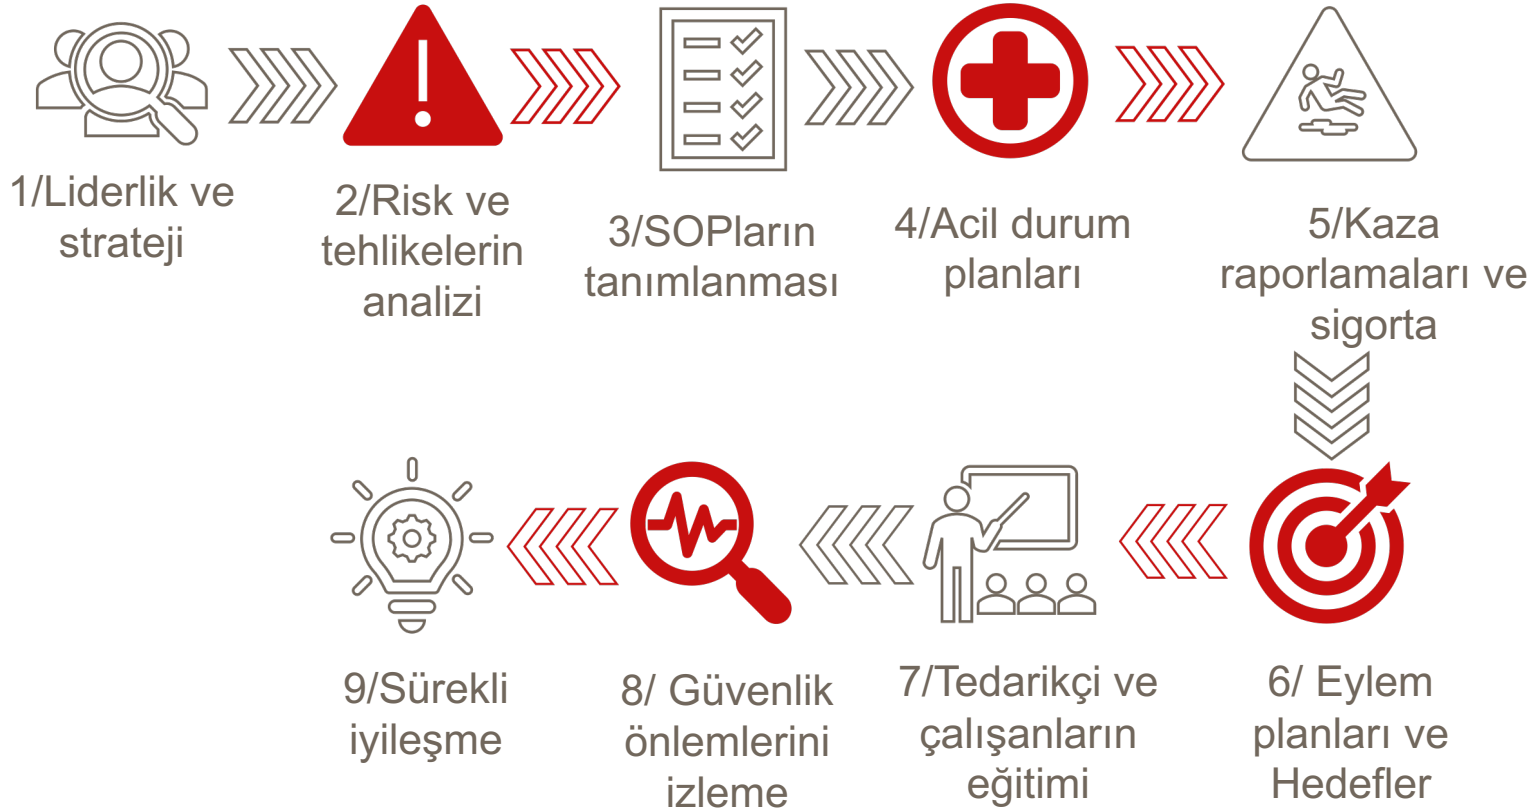 1/Liderlik ve
strateji
2/Risk ve
tehlikelerin
analizi
3/SOPların
tanımlanması
4/Acil durum
planları
5/Kaza
raporlamaları ve
sigorta
6/ Eylem
planları ve
Hedefler
7/Tedarikçi ve
çalışanların
eğitimi
8/ Güvenlik
önlemlerini
izleme
9/Sürekli
iyileşme